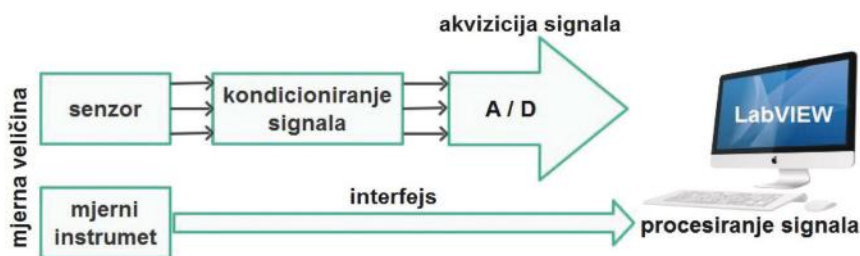 akvizicija signala
mjerna veličina
senzor
kondicioniranje
signala
A / D
LabVIEW
mjerni
instrumet
interfejs
procesiranje signala